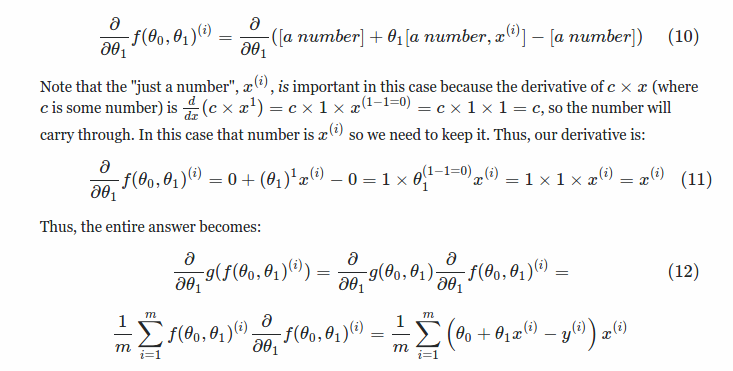 ∂/∂θ₁ f(θ₀, θ₁)⁽ⁱ⁾ = ∂/∂θ₁ ([a number] + θ₁[a number, x⁽ⁱ⁾] − [a number]) (10)
Note that the "just a number", x⁽ⁱ⁾, is important in this case because the derivative of c × x (where
c is some number) is d/dx (c × x¹) = c × 1 × x⁽¹⁻¹⁼⁰⁾ = c × 1 × 1 = c, so the number will
carry through. In this case that number is x⁽ⁱ⁾ so we need to keep it. Thus, our derivative is:
∂/∂θ₁ f(θ₀, θ₁)⁽ⁱ⁾ = 0 + (θ₁)¹x⁽ⁱ⁾ − 0 = 1 × θ₁⁽¹⁻¹⁼⁰⁾x⁽ⁱ⁾ = 1 × 1 × x⁽ⁱ⁾ = x⁽ⁱ⁾ (11)
Thus, the entire answer becomes:
∂/∂θ₁ g(f(θ₀, θ₁)⁽ⁱ⁾) = ∂/∂θ₁ g(θ₀, θ₁) ∂/∂θ₁ f(θ₀, θ₁)⁽ⁱ⁾ = (12)
1/m ∑ᵢ₌₁ᵐ f(θ₀, θ₁)⁽ⁱ⁾ ∂/∂θ₁ f(θ₀, θ₁)⁽ⁱ⁾ = 1/m ∑ᵢ₌₁ᵐ (θ₀ + θ₁x⁽ⁱ⁾ − y⁽ⁱ⁾) x⁽ⁱ⁾